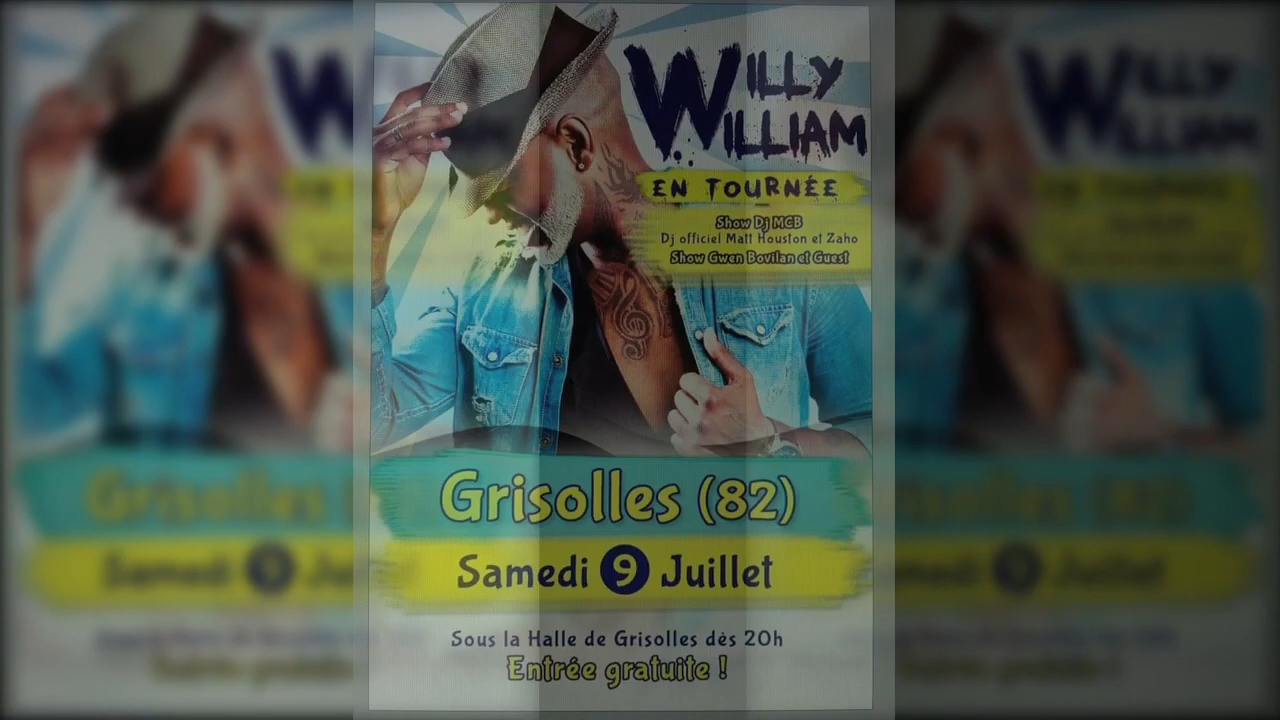 WILLY
WILLIAM
EN TOURNÉE
Show Dj MCB
Dj officiel Matt Houston et Zaho
Show Gwen Bovilan et Guest
Grisolles (82)
Samedi 9 Juillet
Sous la Halle de Grisolles dès 20h
Entrée gratuite !